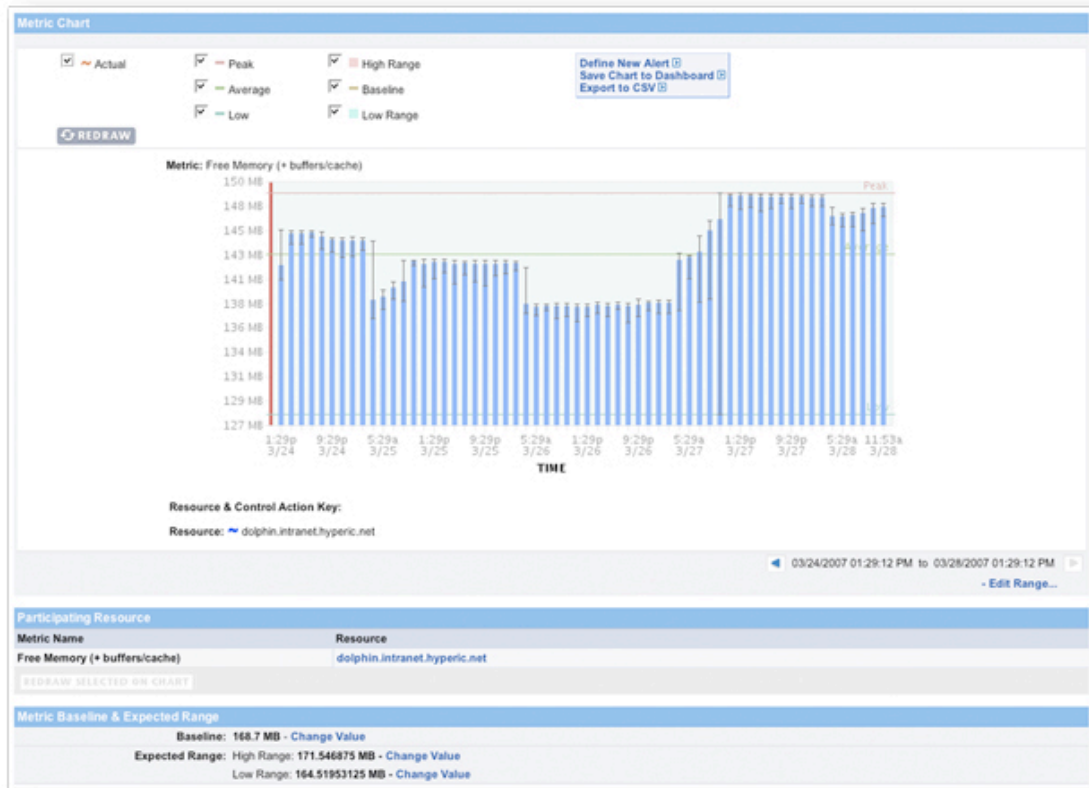 Metric Chart
Actual
Peak
High Range
Average
Baseline
Low
Low Range
REDRAW
Define New Alert
Save Chart to Dashboard
Export to CSV
Metric: Free Memory (+ buffers/cache)
150 MB
148 MB
145 MB
143 MB
141 MB
138 MB
136 MB
134 MB
131 MB
129 MB
127 MB
Peak
Average
Low
1:29p 9:29p 5:29a 1:29p 9:29p 5:29a 1:29p 9:29p 5:29a 1:29p 9:29p 5:29a 11:53a
3/24 3/24 3/25 3/25 3/25 3/26 3/26 3/26 3/27 3/27 3/27 3/28 3/28
TIME
Resource & Control Action Key:
Resource: dolphin.intranet.hyperic.net
03/24/2007 01:29:12 PM to 03/28/2007 01:29:12 PM
- Edit Range...
Participating Resource
Metric Name Resource
Free Memory (+ buffers/cache) dolphin.intranet.hyperic.net
REDRAW SELECTED ON CHART
Metric Baseline & Expected Range
Baseline: 168.7 MB - Change Value
Expected Range: High Range: 171.546875 MB - Change Value
Low Range: 164.51953125 MB - Change Value